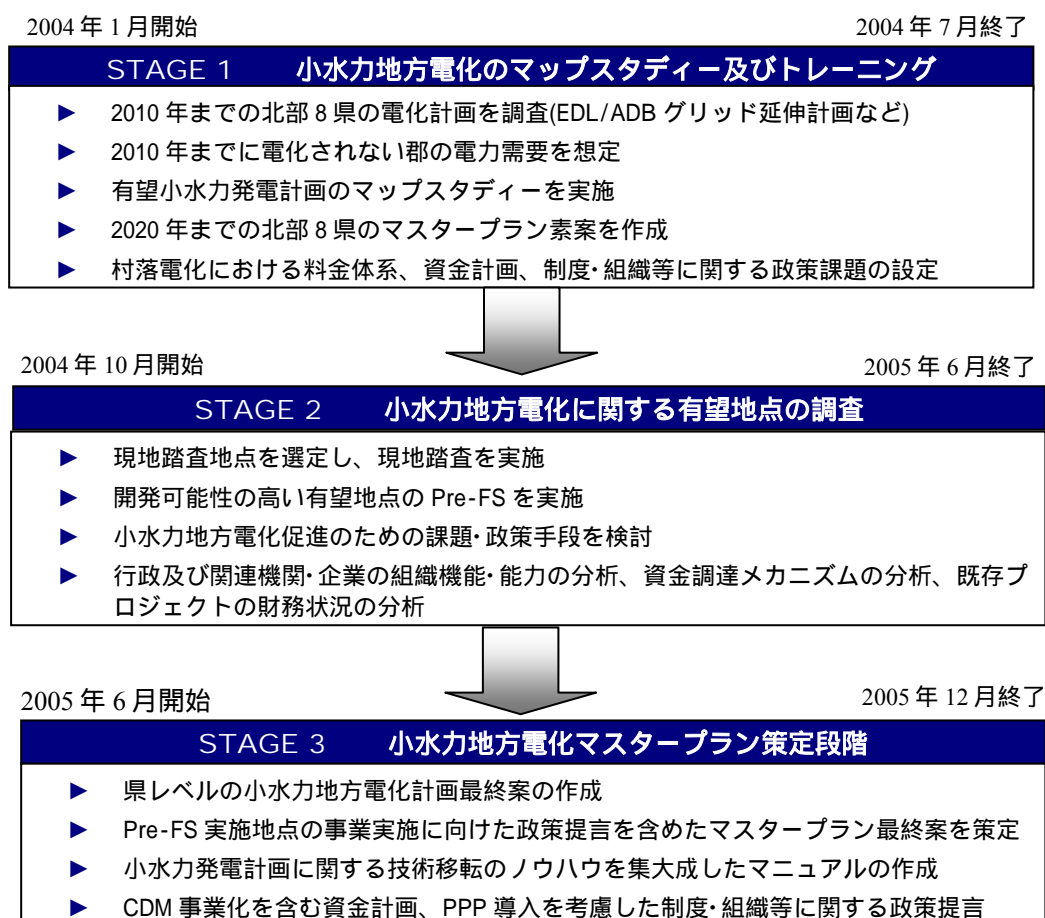 2004 年 1 月開始
2004 年 7 月終了
STAGE 1 小水力地方電化のマップスタディー及びトレーニング
► 2010 年までの北部 8 県の電化計画を調査(EDL/ADB グリッド延伸計画など)
► 2010 年までに電化されない郡の電力需要を想定
► 有望小水力発電計画のマップスタディーを実施
► 2020 年までの北部 8 県のマスタープラン素案を作成
► 村落電化における料金体系、資金計画、制度・組織等に関する政策課題の設定
2004 年 10 月開始
2005 年 6 月終了
STAGE 2 小水力地方電化に関する有望地点の調査
► 現地踏査地点を選定し、現地踏査を実施
► 開発可能性の高い有望地点の Pre-FS を実施
► 小水力地方電化促進のための課題・政策手段を検討
► 行政及び関連機関・企業の組織機能・能力の分析、資金調達メカニズムの分析、既存プ
ロジェクトの財務状況の分析
2005 年 6 月開始
2005 年 12 月終了
STAGE 3 小水力地方電化マスタープラン策定段階
► 県レベルの小水力地方電化計画最終案の作成
► Pre-FS 実施地点の事業実施に向けた政策提言を含めたマスタープラン最終案を策定
► 小水力発電計画に関する技術移転のノウハウを集大成したマニュアルの作成
► CDM 事業化を含む資金計画、PPP 導入を考慮した制度・組織等に関する政策提言